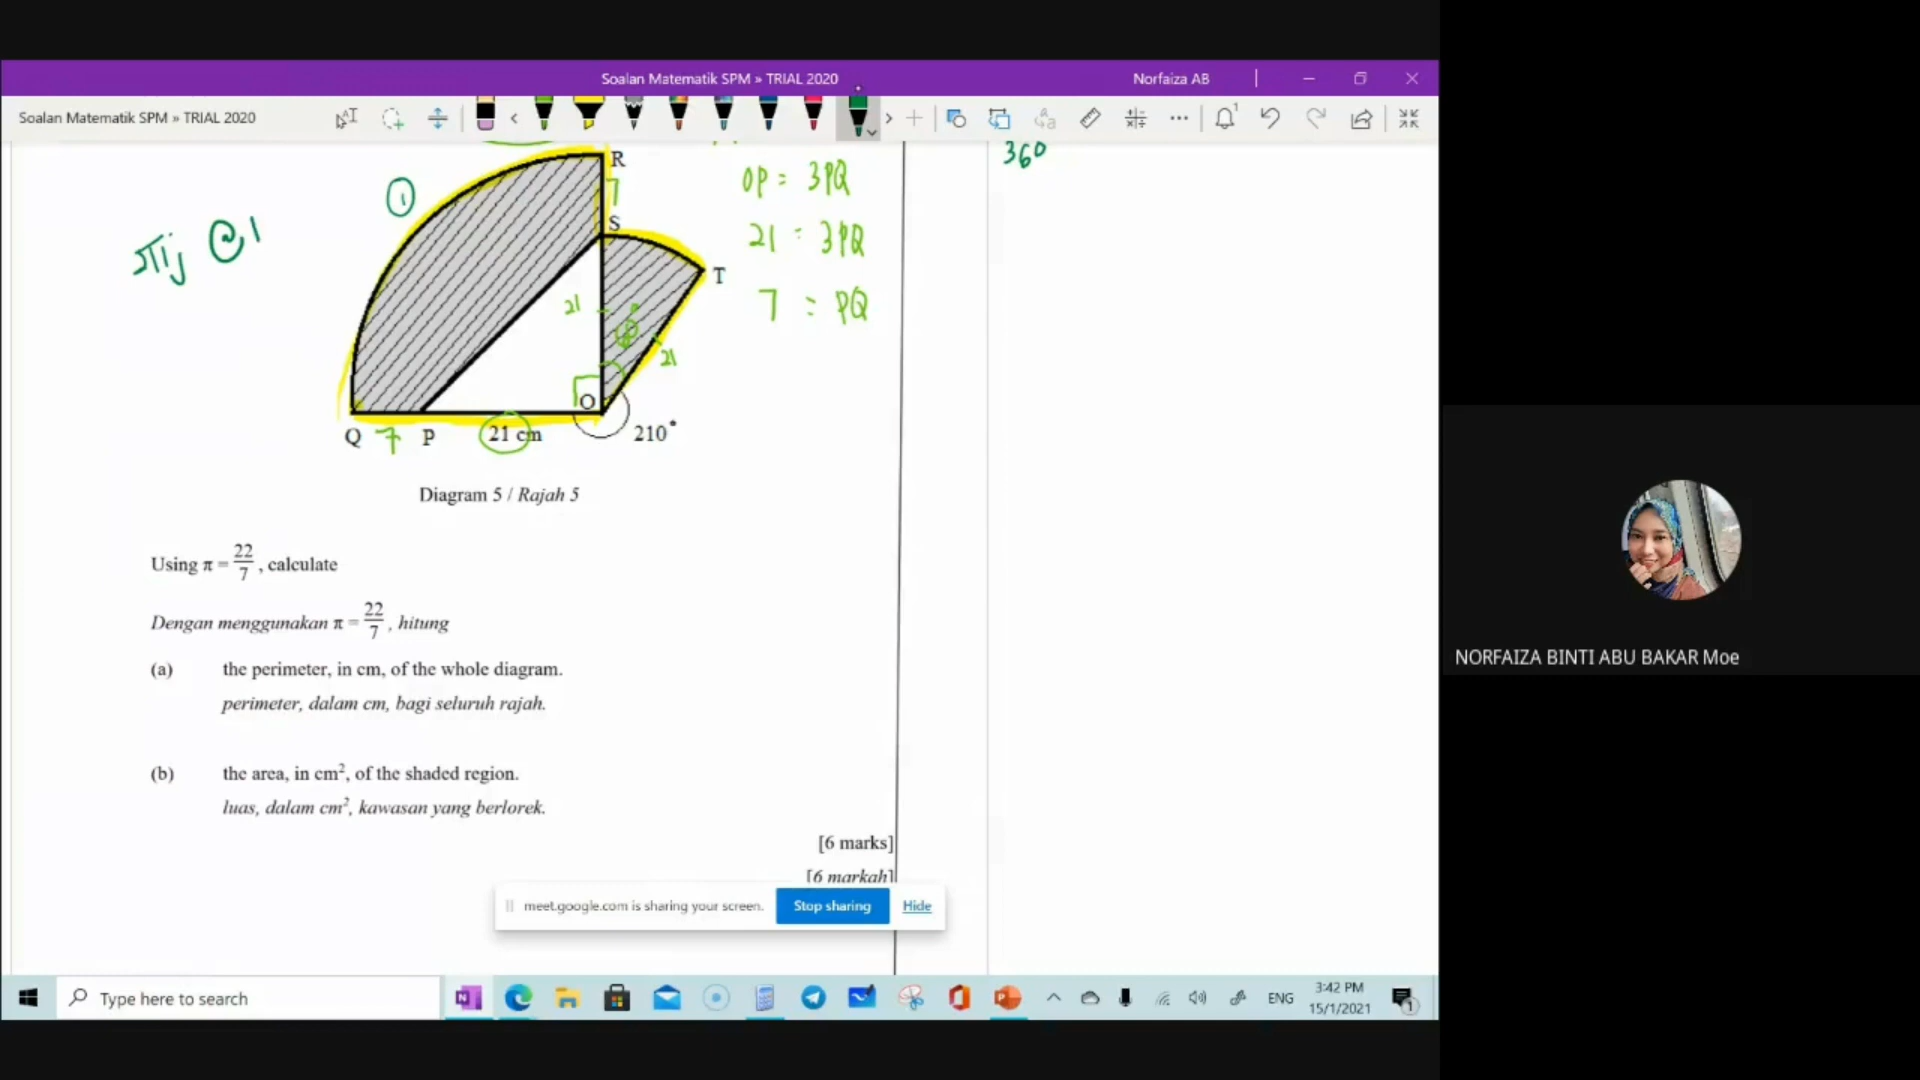 Soalan Matematik SPM » TRIAL 2020
Norfaiza AB
Soalan Matematik SPM » TRIAL 2020
R
7
S
T
21
21
O
Q
7
P
21 cm
210°
1
OP = 3PQ
21 = 3PQ
7 = PQ
360
Diagram 5 / Rajah 5
Using π = 22/7 , calculate
Dengan menggunakan π = 22/7 , hitung
(a) the perimeter, in cm, of the whole diagram.
perimeter, dalam cm, bagi seluruh rajah.
(b) the area, in cm², of the shaded region.
luas, dalam cm², kawasan yang berlorek.
[6 marks]
[6 markah]
meet.google.com is sharing your screen.
Stop sharing
Hide
NORFAIZA BINTI ABU BAKAR Moe
Type here to search
ENG
3:42 PM
15/1/2021
1